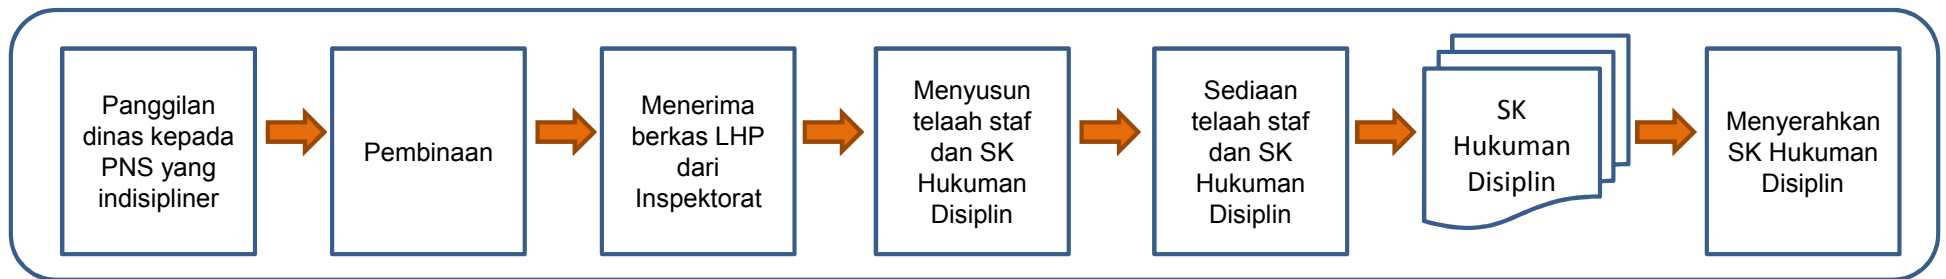 Panggilan
dinas kepada
PNS yang
indisipliner
Pembinaan
Menerima
berkas LHP
dari
Inspektorat
Menyusun
telaah staf
dan SK
Hukuman
Disiplin
Sediaan
telaah staf
dan SK
Hukuman
Disiplin
SK
Hukuman
Disiplin
Menyerahkan
SK Hukuman
Disiplin